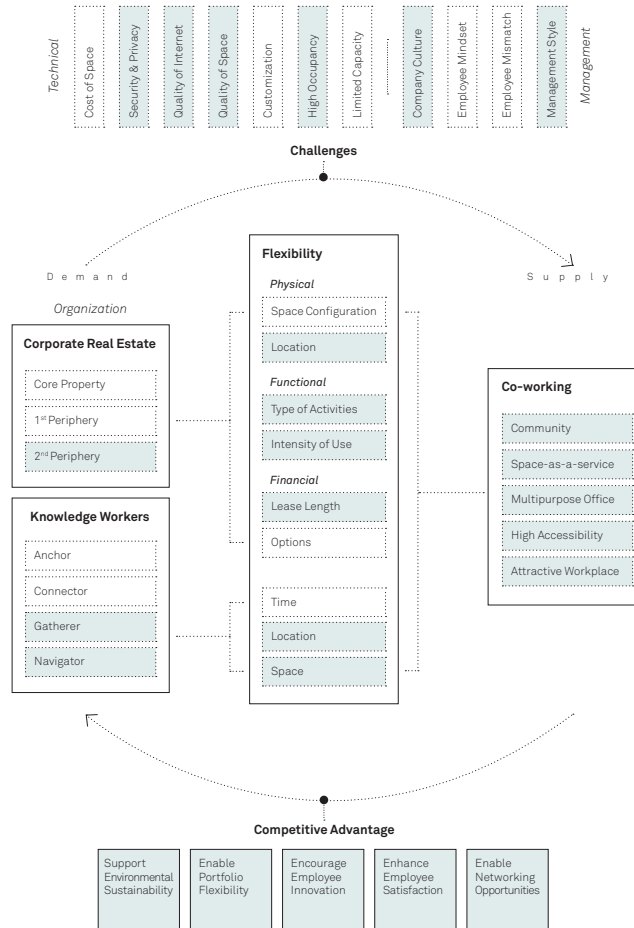 Technical
Cost of Space
Security & Privacy
Quality of Internet
Quality of Space
Customization
High Occupancy
Limited Capacity
Company Culture
Employee Mindset
Employee Mismatch
Management Style
Management
Challenges
Demand
Supply
Organization
Corporate Real Estate
Core Property
1st Periphery
2nd Periphery
Knowledge Workers
Anchor
Connector
Gatherer
Navigator
Flexibility
Physical
Space Configuration
Location
Functional
Type of Activities
Intensity of Use
Financial
Lease Length
Options
Time
Location
Space
Co-working
Community
Space-as-a-service
Multipurpose Office
High Accessibility
Attractive Workplace
Competitive Advantage
Support
Environmental
Sustainability
Enable
Portfolio
Flexibility
Encourage
Employee
Innovation
Enhance
Employee
Satisfaction
Enable
Networking
Opportunities